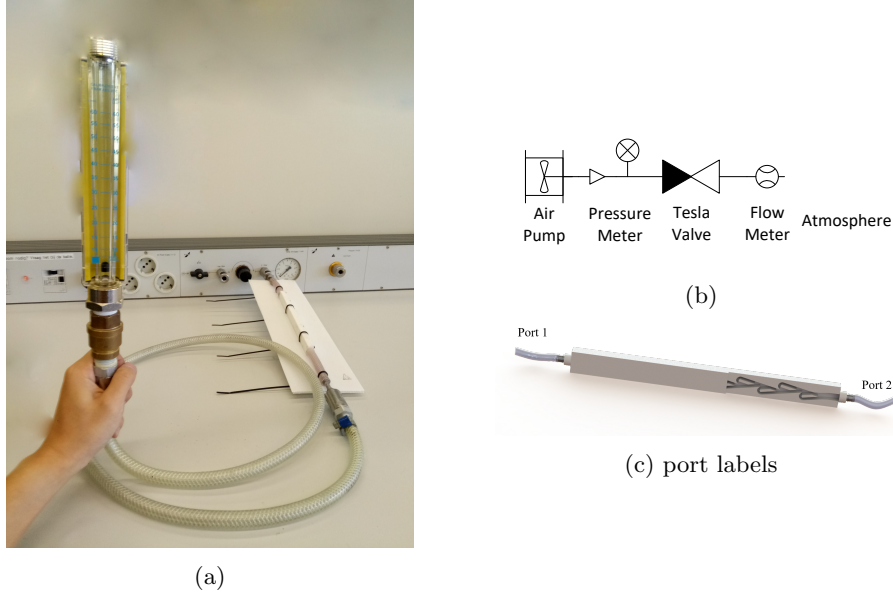 (a)
Air
Pump
Pressure
Meter
Tesla
Valve
Flow
Meter
Atmosphere
(b)
Port 1
Port 2
(c) port labels